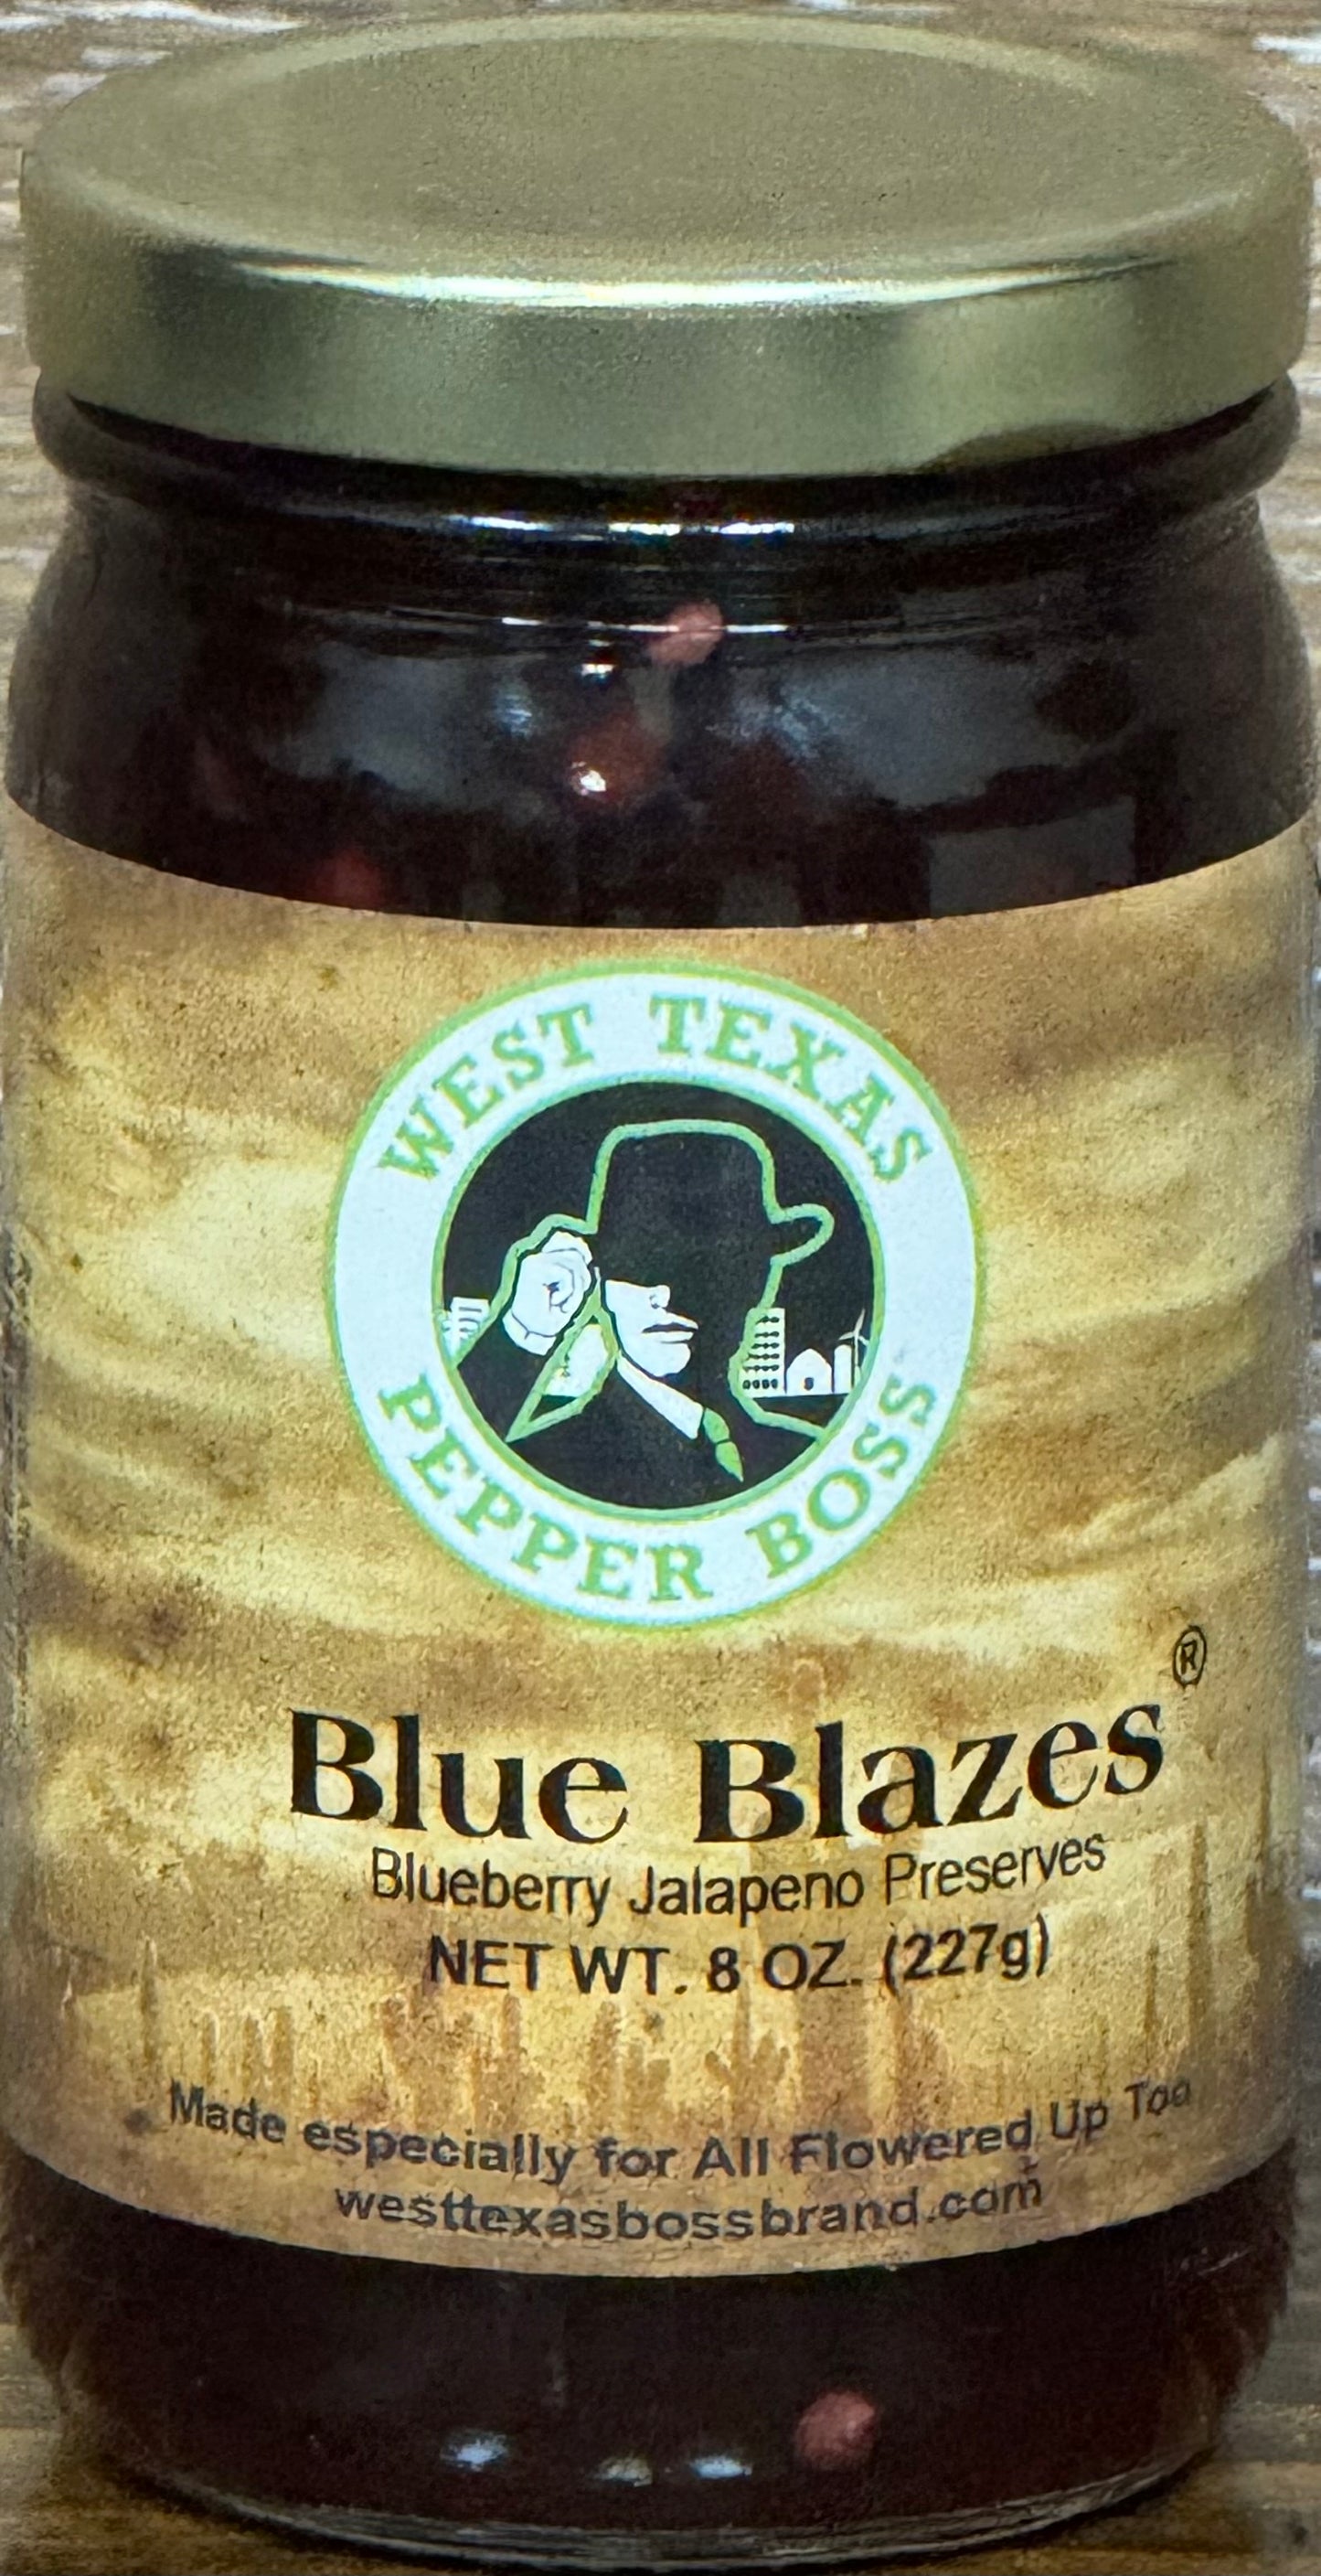 WEST TEXAS
PEPPER BOSS
Blue Blazes®
Blueberry Jalapeno Preserves
NET WT. 8 OZ. (227g)
Made especially for All Flowered Up Too
westtexasbossbrand.com